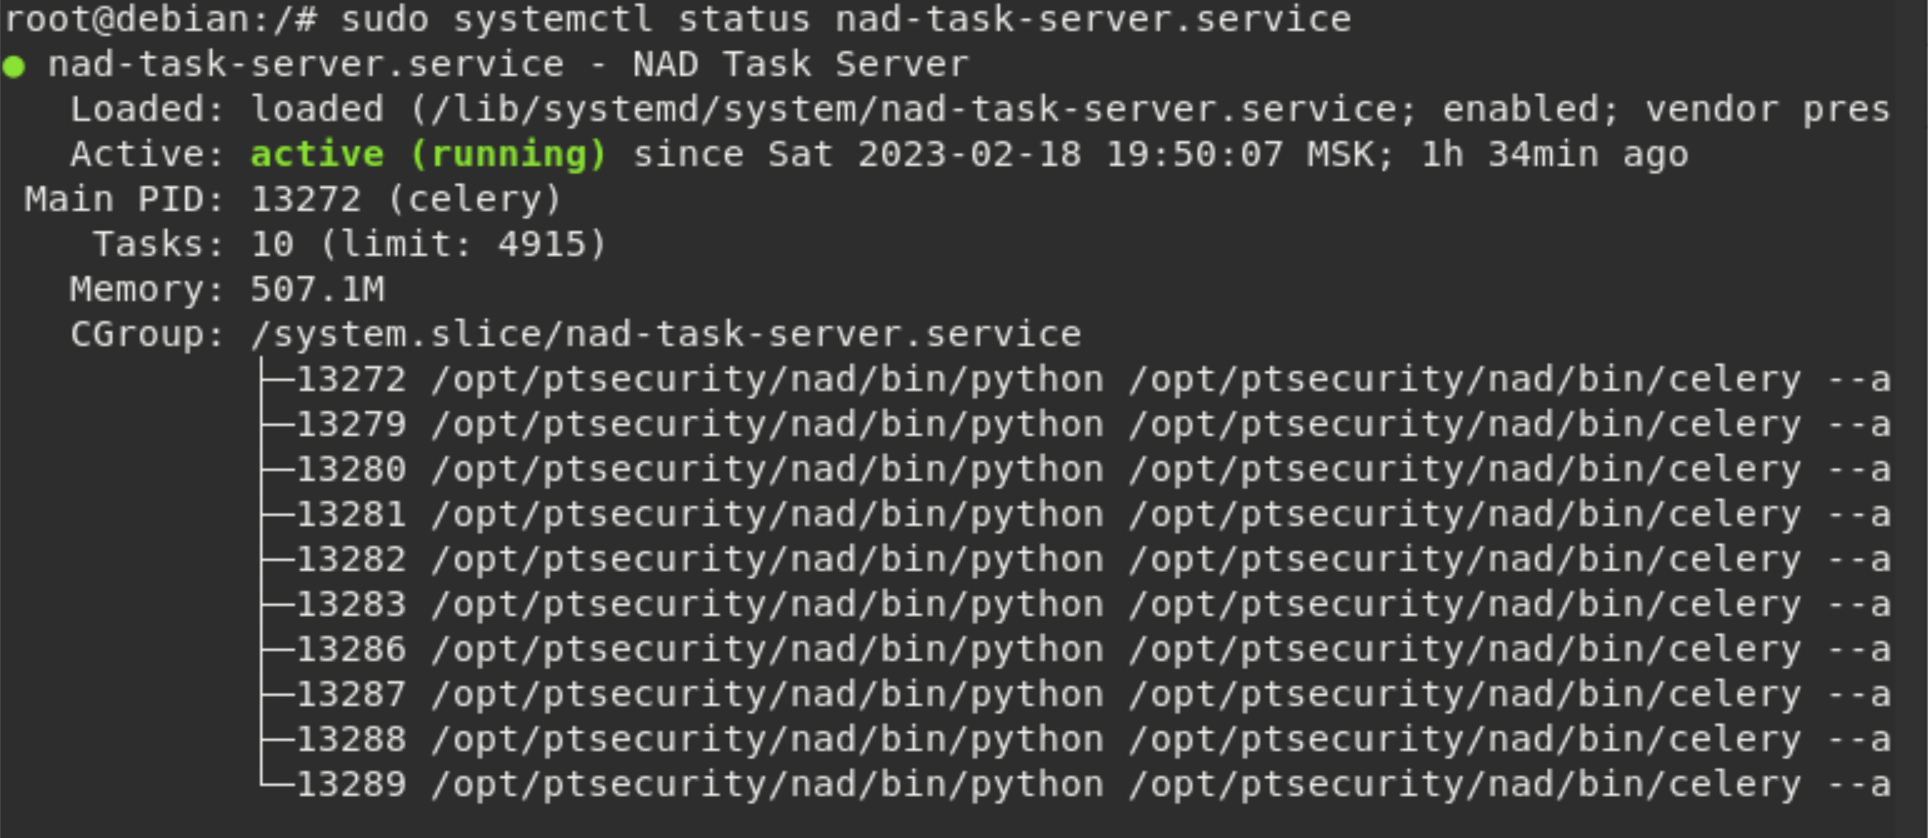 root@debian:/# sudo systemctl status nad-task-server.service
● nad-task-server.service - NAD Task Server
   Loaded: loaded (/lib/systemd/system/nad-task-server.service; enabled; vendor pres
   Active: active (running) since Sat 2023-02-18 19:50:07 MSK; 1h 34min ago
 Main PID: 13272 (celery)
    Tasks: 10 (limit: 4915)
   Memory: 507.1M
   CGroup: /system.slice/nad-task-server.service
           ├─13272 /opt/ptsecurity/nad/bin/python /opt/ptsecurity/nad/bin/celery --a
           ├─13279 /opt/ptsecurity/nad/bin/python /opt/ptsecurity/nad/bin/celery --a
           ├─13280 /opt/ptsecurity/nad/bin/python /opt/ptsecurity/nad/bin/celery --a
           ├─13281 /opt/ptsecurity/nad/bin/python /opt/ptsecurity/nad/bin/celery --a
           ├─13282 /opt/ptsecurity/nad/bin/python /opt/ptsecurity/nad/bin/celery --a
           ├─13283 /opt/ptsecurity/nad/bin/python /opt/ptsecurity/nad/bin/celery --a
           ├─13286 /opt/ptsecurity/nad/bin/python /opt/ptsecurity/nad/bin/celery --a
           ├─13287 /opt/ptsecurity/nad/bin/python /opt/ptsecurity/nad/bin/celery --a
           ├─13288 /opt/ptsecurity/nad/bin/python /opt/ptsecurity/nad/bin/celery --a
           └─13289 /opt/ptsecurity/nad/bin/python /opt/ptsecurity/nad/bin/celery --a